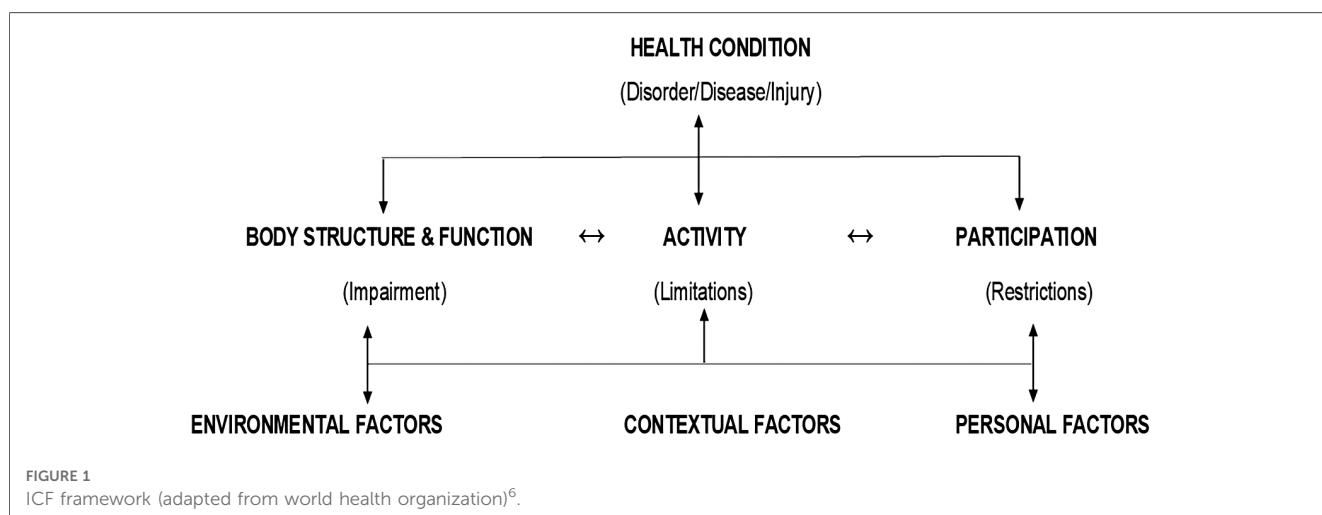 HEALTH CONDITION
(Disorder/Disease/Injury)
BODY STRUCTURE & FUNCTION ↔ ACTIVITY ↔ PARTICIPATION
(Impairment) (Limitations) (Restrictions)
ENVIRONMENTAL FACTORS CONTEXTUAL FACTORS PERSONAL FACTORS
FIGURE 1
ICF framework (adapted from world health organization)⁶.